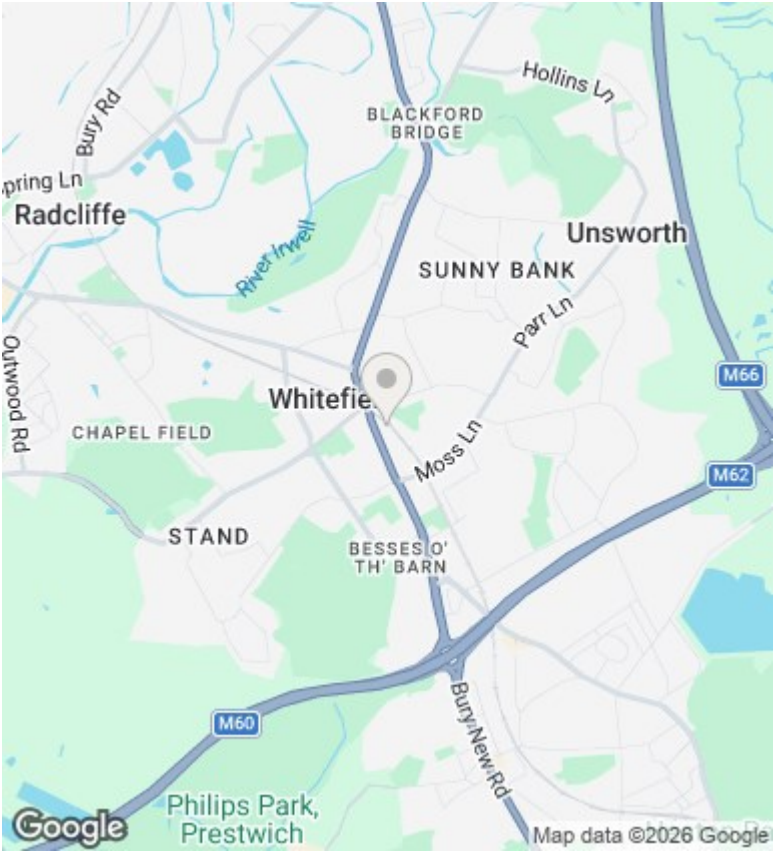 Hollins Ln
BLACKFORD
BRIDGE
Bury Rd
pring Ln
Radcliffe
River Irwell
Unsworth
SUNNY BANK
Parr Ln
Outwood Rd
M66
Whitefie
CHAPEL FIELD
Moss Ln
M62
STAND
BESSES O'
TH' BARN
M60
Bury New Rd
Philips Park,
Prestwich
Google
Map data ©2026 Google